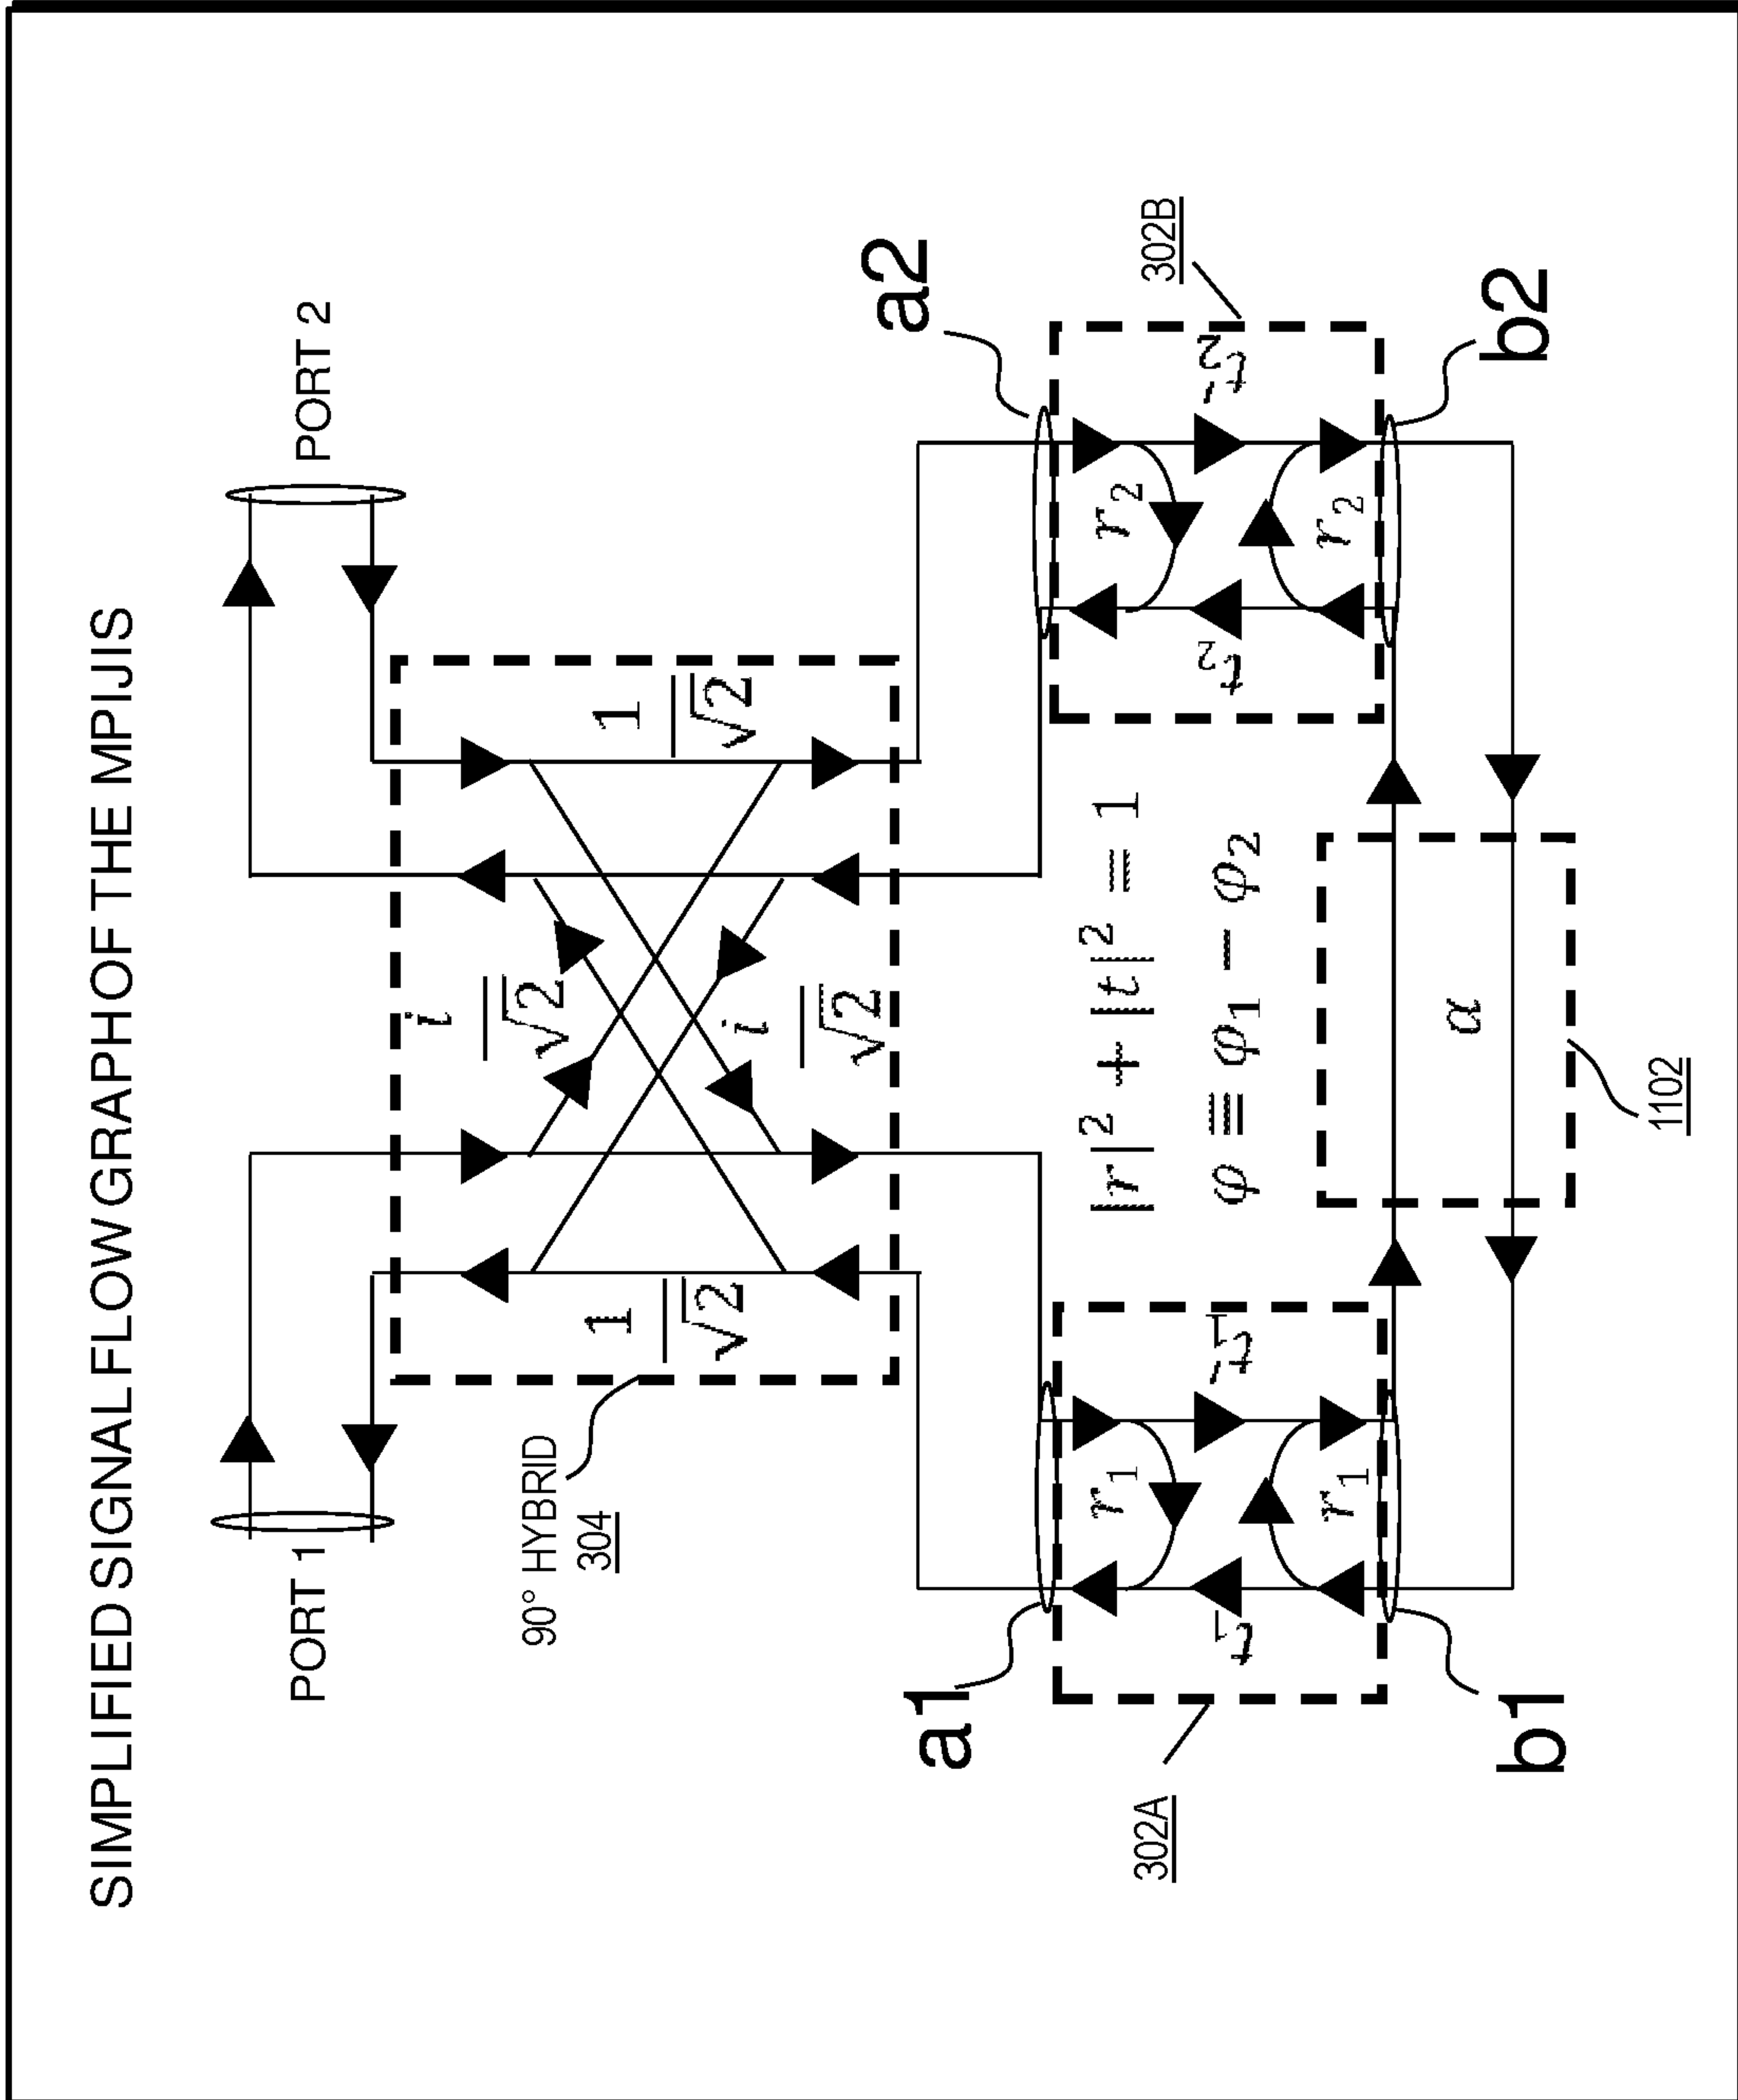 SIMPLIFIED SIGNAL FLOW GRAPH OF THE MPIJIS
PORT 1
PORT 2
90° HYBRID
304
i/√2
1/√2
1/√2
i/√2
a1
a2
302A
302B
r₁
r₂
t₁
t'₁
t₂
t'₂
r₁
r₂
|r|² + |t|² = 1
φ ≡ φ₁ − φ₂
α
b1
b2
1102